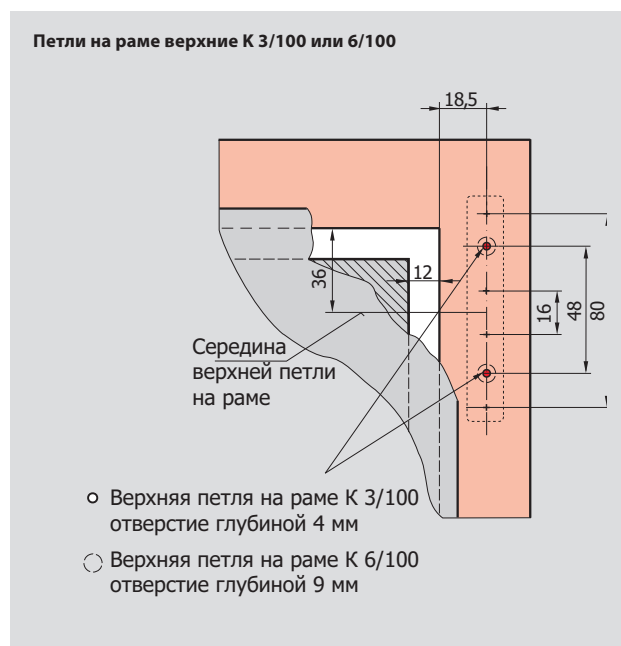 Петли на раме верхние К 3/100 или 6/100
18,5
36
12
16
48
80
Середина
верхней петли
на раме
Верхняя петля на раме К 3/100
отверстие глубиной 4 мм
Верхняя петля на раме К 6/100
отверстие глубиной 9 мм